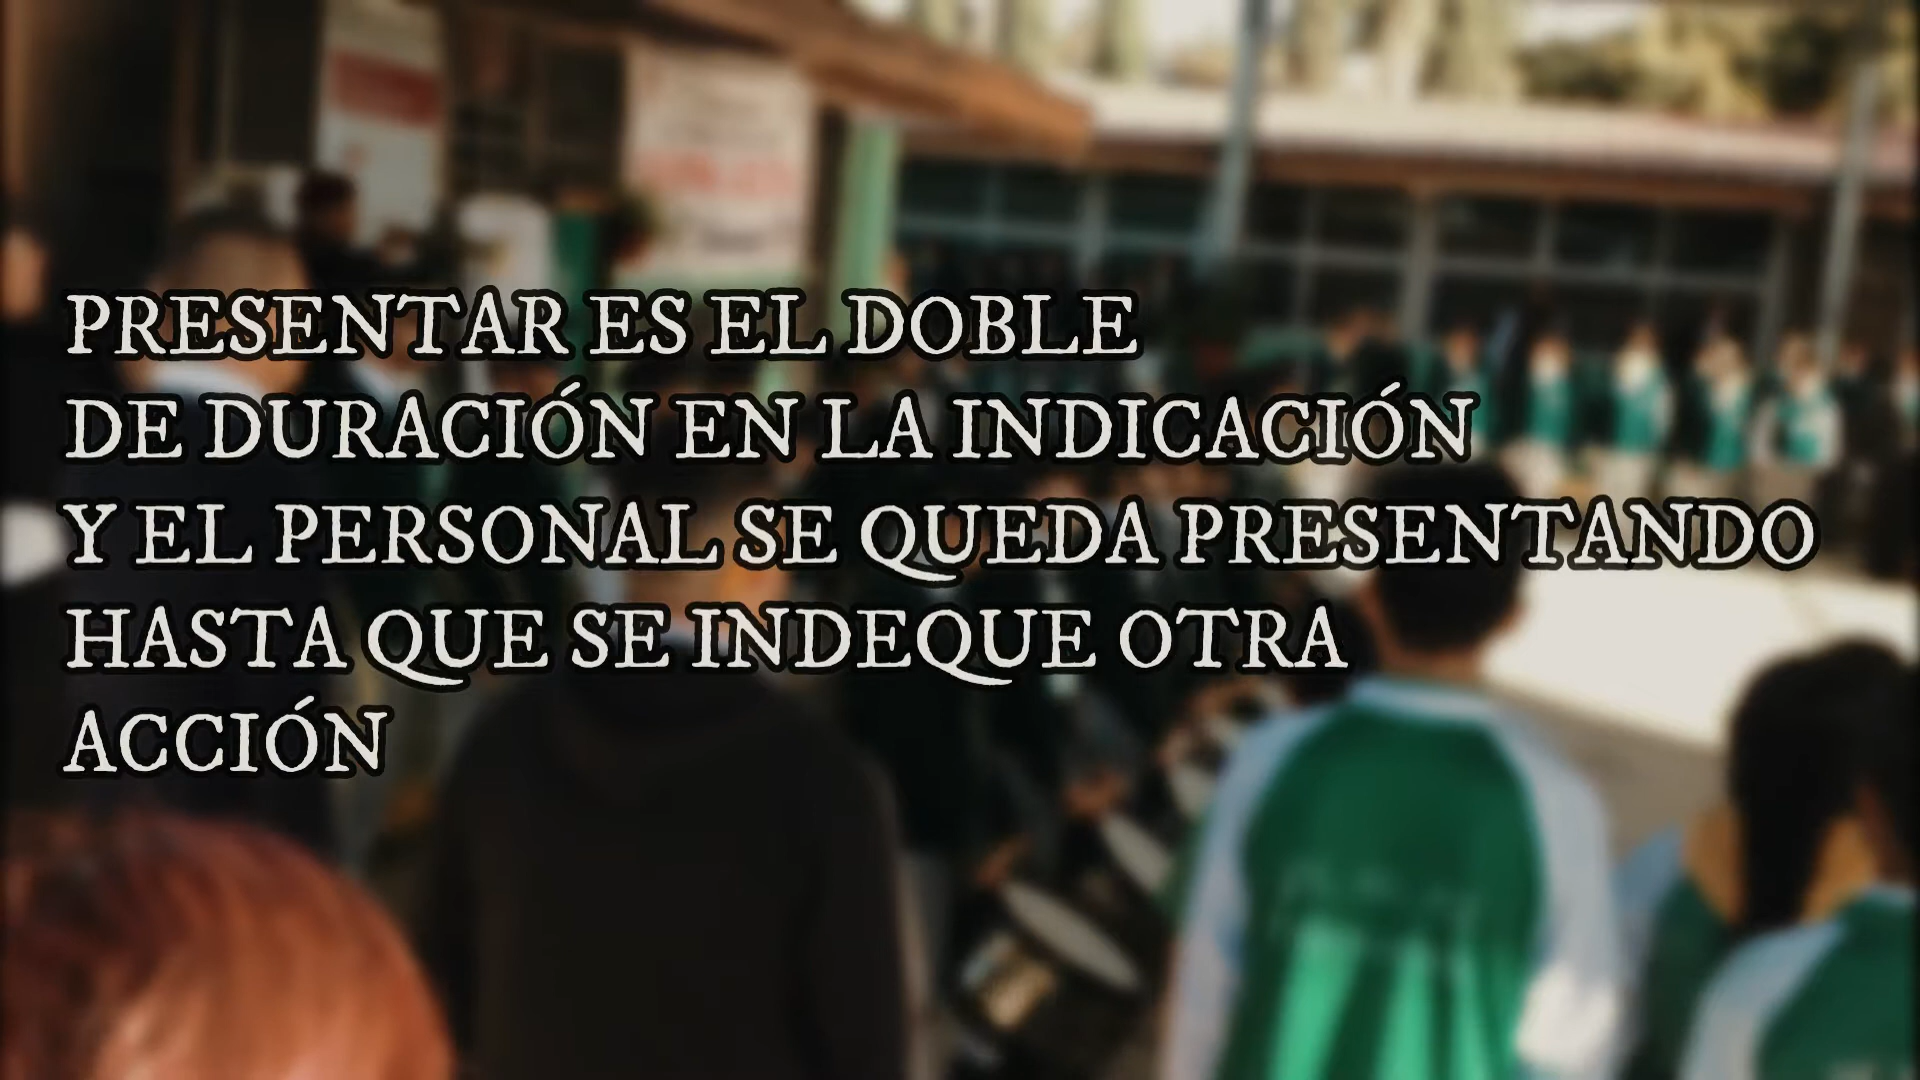 PRESENTAR ES EL DOBLE
DE DURACIÓN EN LA INDICACIÓN
Y EL PERSONAL SE QUEDA PRESENTANDO
HASTA QUE SE INDEQUE OTRA
ACCIÓN